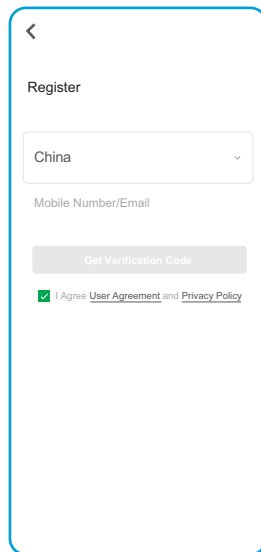 Register
China
Mobile Number/Email
Get Verification Code
I Agree User Agreement and Privacy Policy